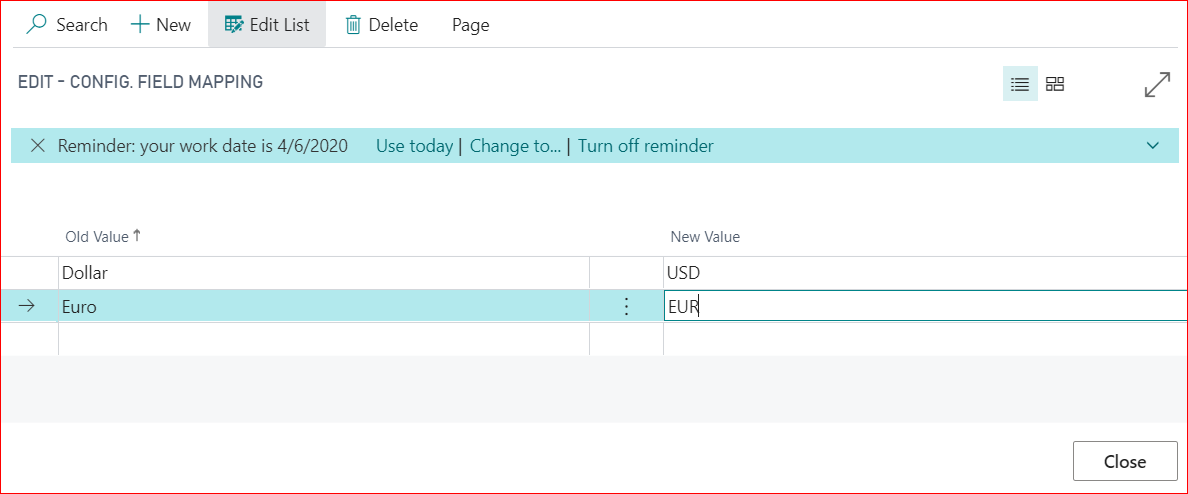 Search New Edit List Delete Page
EDIT - CONFIG. FIELD MAPPING
Reminder: your work date is 4/6/2020 Use today | Change to... | Turn off reminder
Old Value ↑ New Value
Dollar USD
Euro EUR
Close